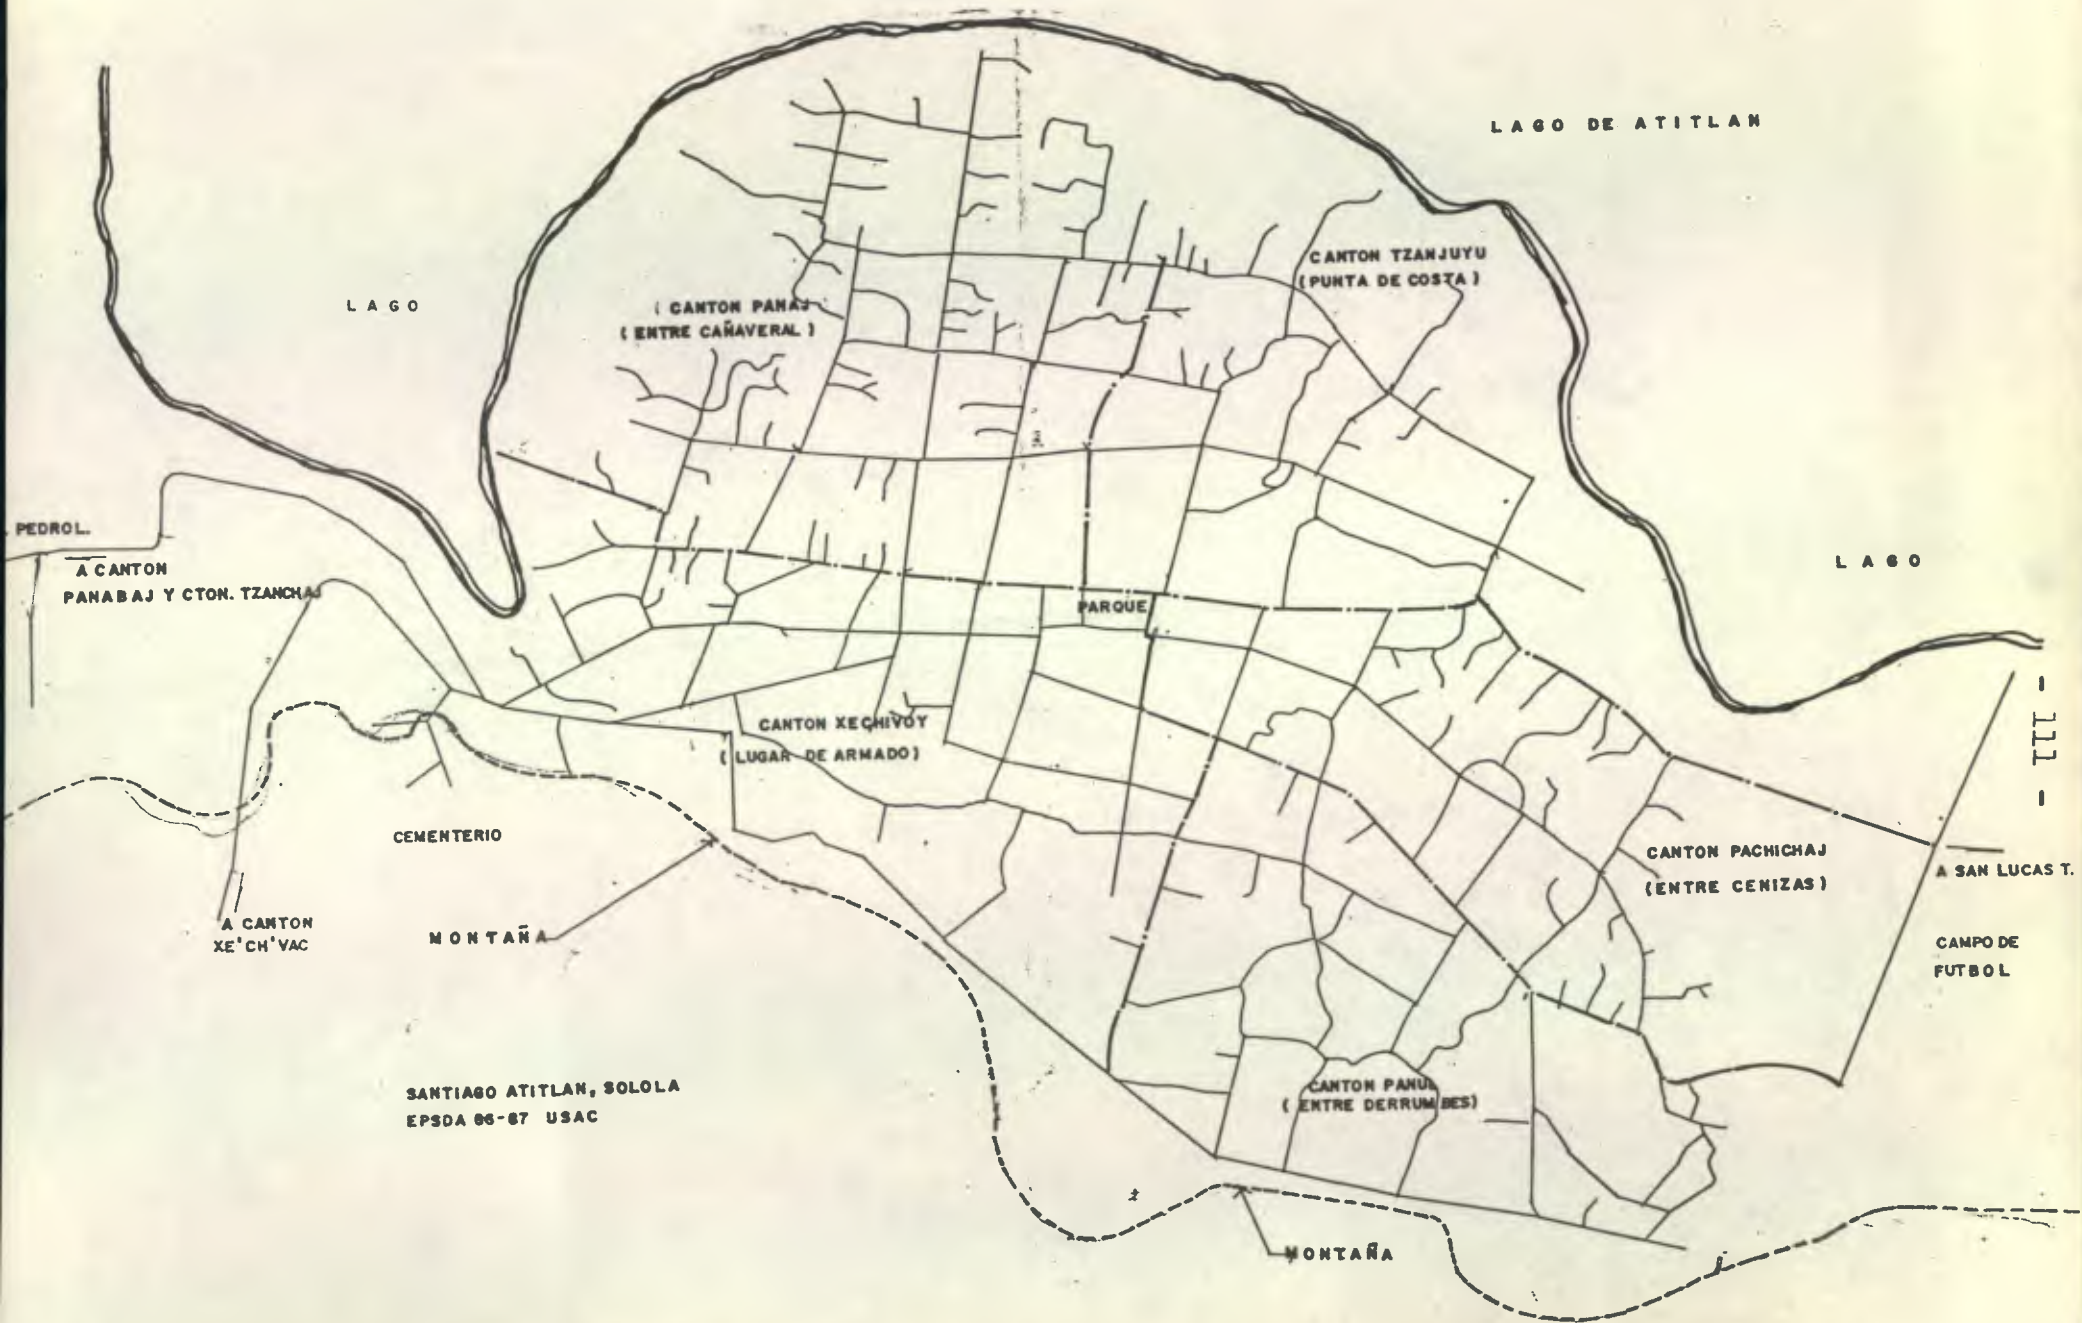 LAGO DE ATITLAN
CANTON TZANJUYU
(PUNTA DE COSTA)
LAGO
( CANTON PANAJ
(ENTRE CAÑAVERAL)
PEDRO L.
A CANTON
PANABAJ Y CTON. TZANCHAJ
LAGO
PARQUE
- 111 -
CANTON XECHIVOY
(LUGAR DE ARMADO)
CEMENTERIO
CANTON PACHICHAJ
(ENTRE CENIZAS)
A SAN LUCAS T.
A CANTON
XE'CH'VAC
MONTAÑA
CAMPO DE
FUTBOL
SANTIAGO ATITLAN, SOLOLA
EPSDA 86-87 USAC
CANTON PANUL
(ENTRE DERRUMBES)
MONTAÑA